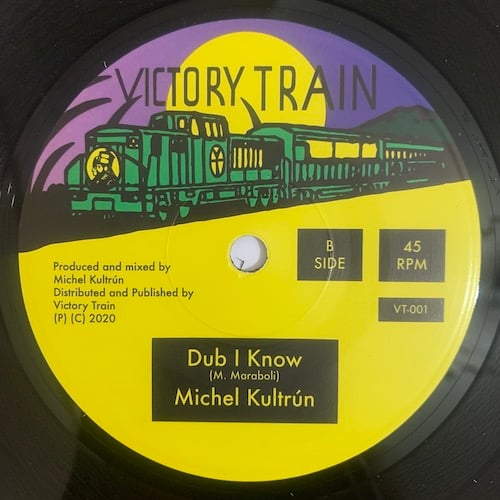 VICTORY TRAIN
B
SIDE
45
RPM
VT-001
Produced and mixed by
Michel Kultrún
Distributed and Published by
Victory Train
(P) (C) 2020
Dub I Know
(M. Maraboli)
Michel Kultrún